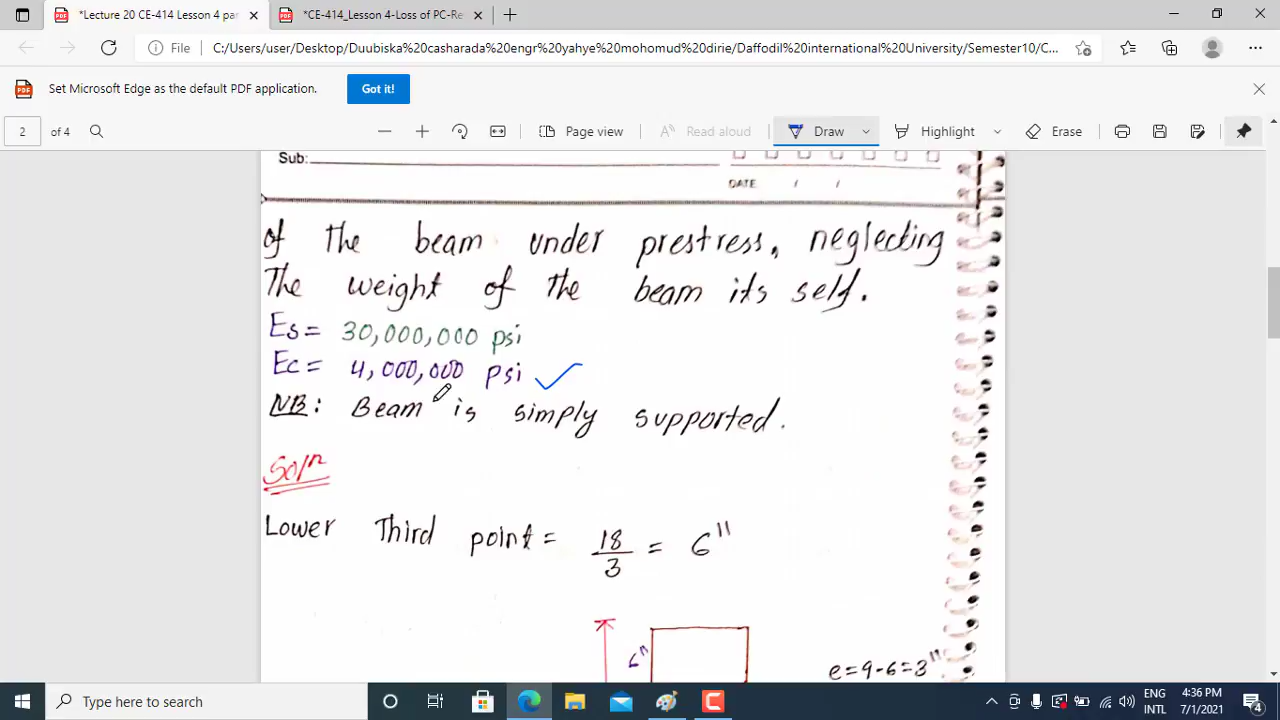 *Lecture 20 CE-414 Lesson 4 pa
*CE-414_Lesson 4-Loss of PC-Re
File C:/Users/user/Desktop/Duubiska%20casharada%20engr%20yahye%20mohomud%20dirie/Daffodil%20international%20University/Semester10/C...
Set Microsoft Edge as the default PDF application. Got it!
2 of 4 Page view Read aloud Draw Highlight Erase
Sub:
DATE / /
of the beam under prestress, neglecting
The weight of the beam its self.
Es = 30,000,000 psi
Ec = 4,000,000 psi
NB: Beam is simply supported.
Solⁿ
Lower Third point = 18/3 = 6"
6"
e=9-6=3"
Type here to search
ENG
INTL
4:36 PM
7/1/2021
4